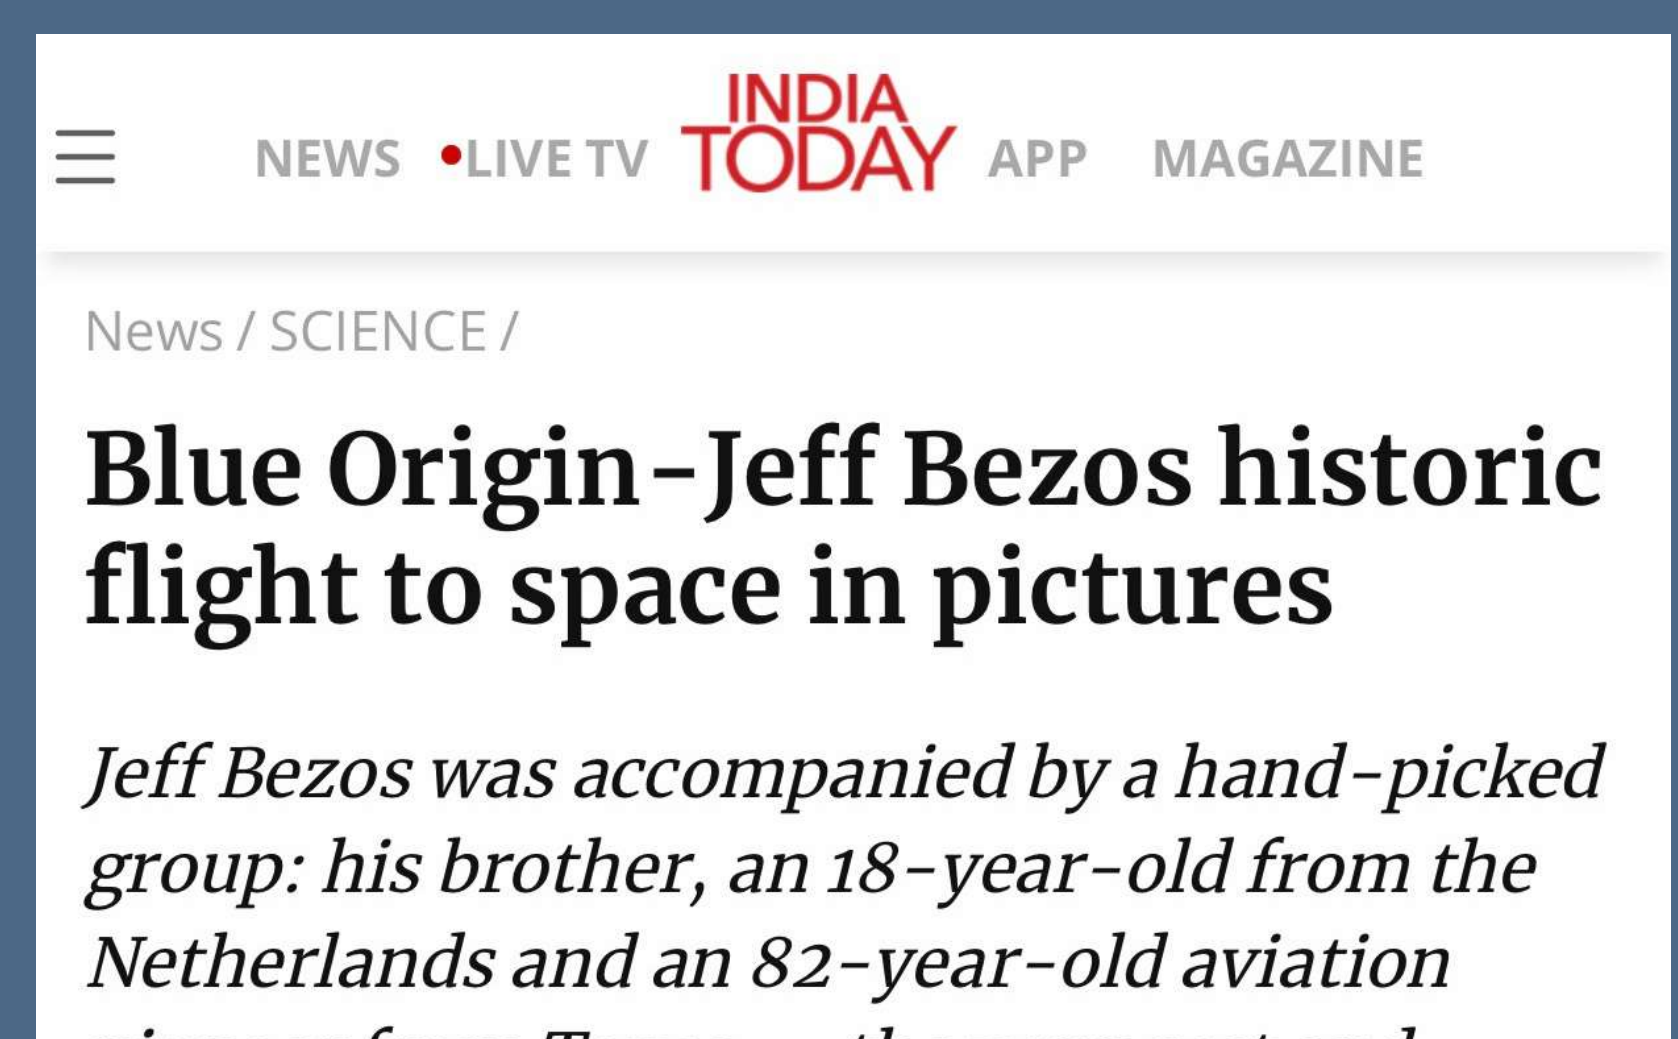 INDIA
TODAY
NEWS •LIVE TV APP MAGAZINE
News / SCIENCE /
Blue Origin-Jeff Bezos historic
flight to space in pictures
Jeff Bezos was accompanied by a hand-picked
group: his brother, an 18-year-old from the
Netherlands and an 82-year-old aviation